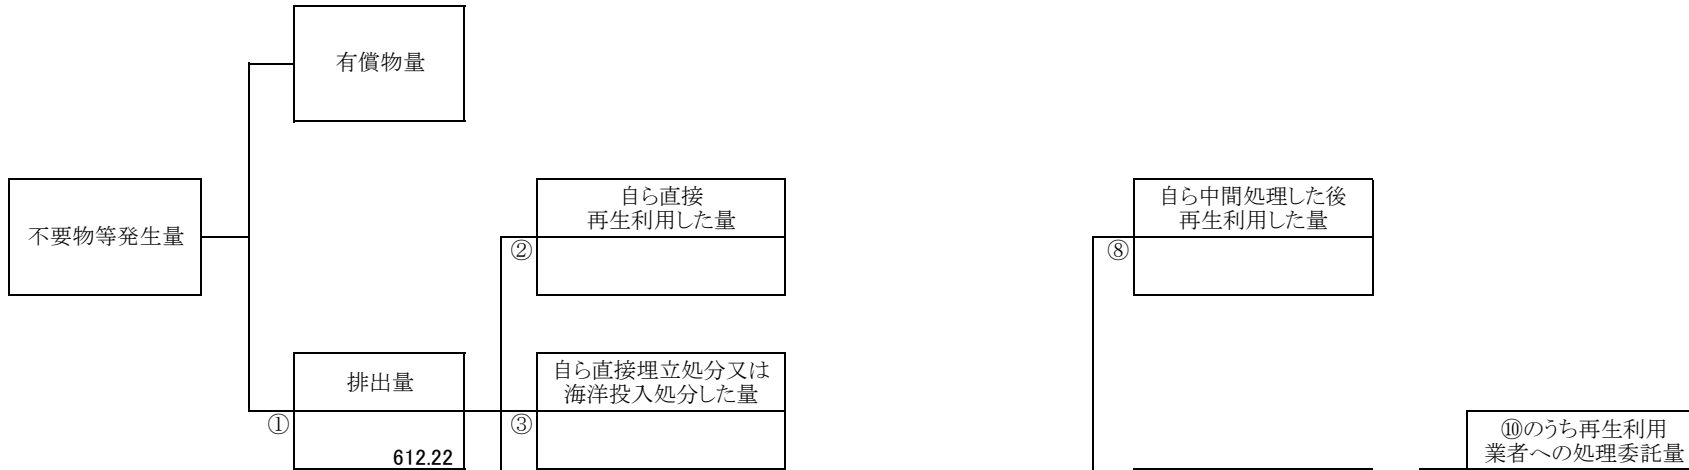 有償物量
不要物等発生量
自ら直接
再生利用した量
②
自ら中間処理した後
再生利用した量
⑧
排出量
①
612.22
自ら直接埋立処分又は
海洋投入処分した量
③
⑩のうち再生利用
業者への処理委託量